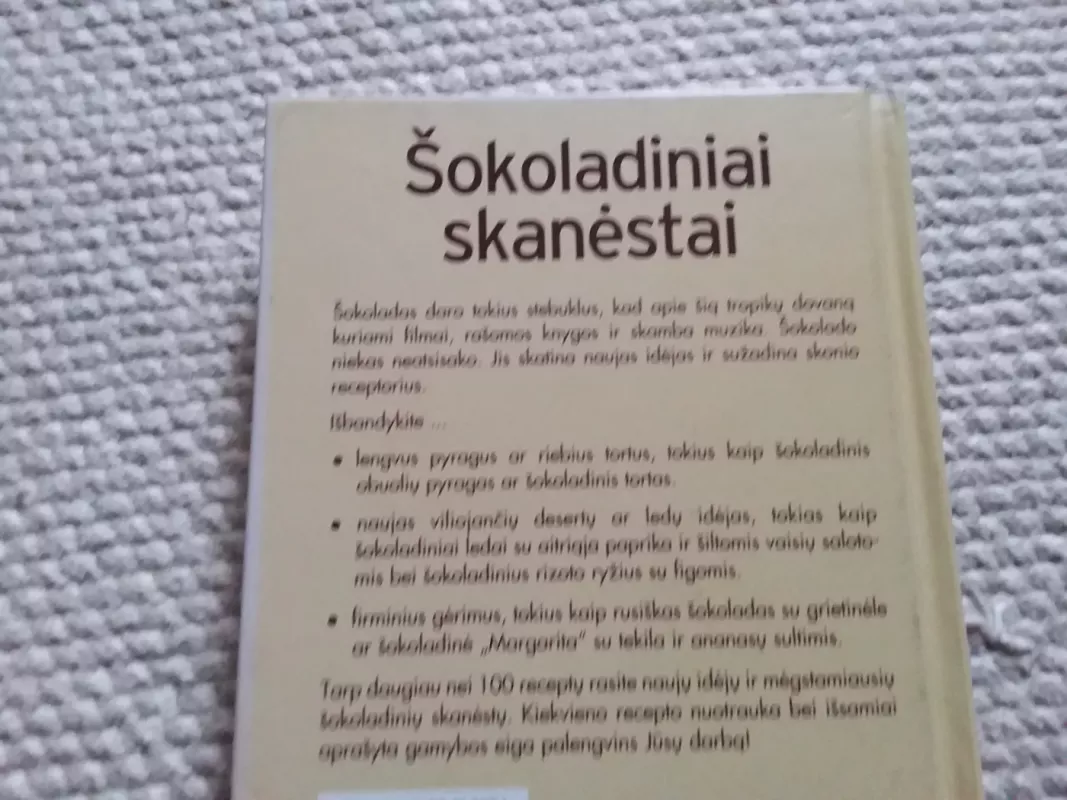 Šokoladiniai
skanėstai
Šokoladas daro tokius stebuklus, kad apie šią tropikų dovaną
kuriami filmai, rašomos knygos ir skamba muzika. Šokolado
niekas neatsisako. Jis skatina naujas idėjas ir sužadina skonio
receptorius.
Išbandykite ...
• lengvus pyragus ar riebius tortus, tokius kaip šokoladinis
obuolių pyragas ar šokoladinis tortas.
• naujas viliojančių desertų ar ledų idėjas, tokias kaip
šokoladiniai ledai su aitriąja paprika ir šiltomis vaisių saloto-
mis bei šokoladinius rizoto ryžius su figomis.
• firminius gėrimus, tokius kaip rusiškas šokoladas su grietinėle
ar šokoladinė „Margarita“ su tekila ir ananasų sultimis.
Tarp daugiau nei 100 receptų rasite naujų idėjų ir mėgstamiausių
šokoladinių skanėstų. Kiekvieno recepto nuotrauka bei išsamiai
aprašyta gamybos eiga palengvins Jūsų darbą!